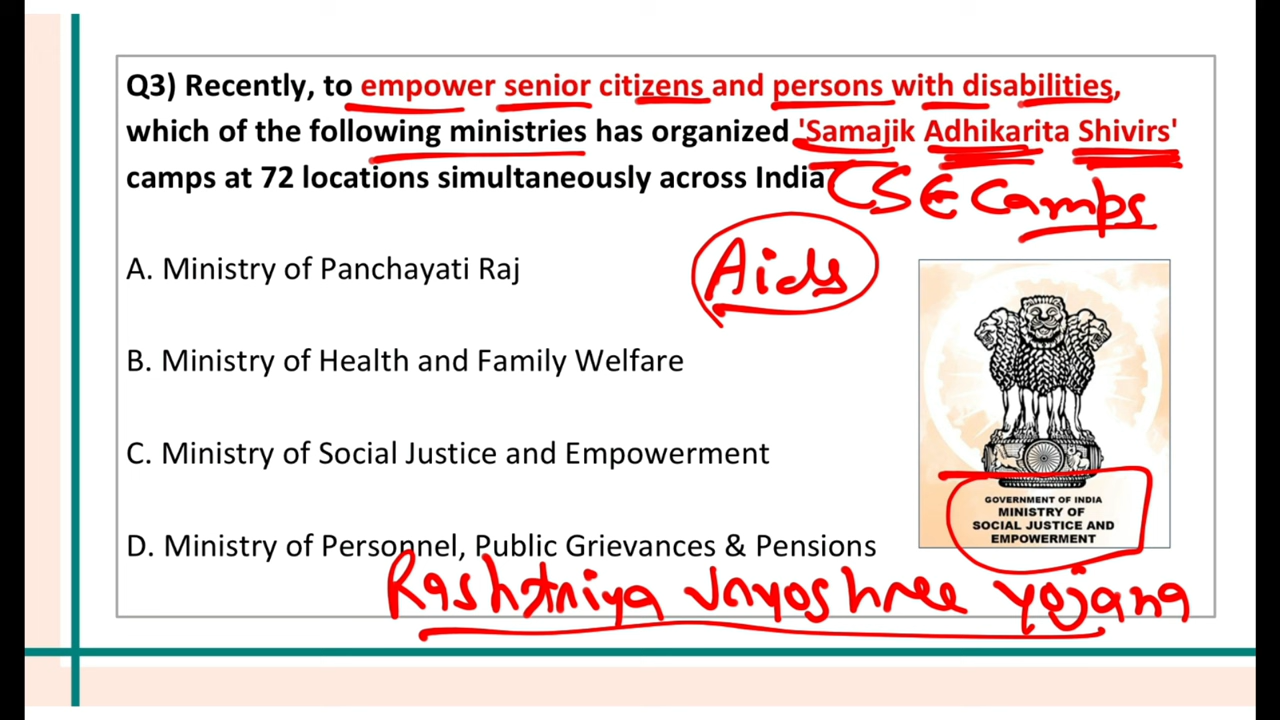 Q3) Recently, to empower senior citizens and persons with disabilities,
which of the following ministries has organized 'Samajik Adhikarita Shivirs'
camps at 72 locations simultaneously across India
CSE Camps
Aids
A. Ministry of Panchayati Raj
B. Ministry of Health and Family Welfare
C. Ministry of Social Justice and Empowerment
GOVERNMENT OF INDIA
MINISTRY OF
SOCIAL JUSTICE AND
EMPOWERMENT
D. Ministry of Personnel, Public Grievances & Pensions
Rashtriya Vayoshree Yojana